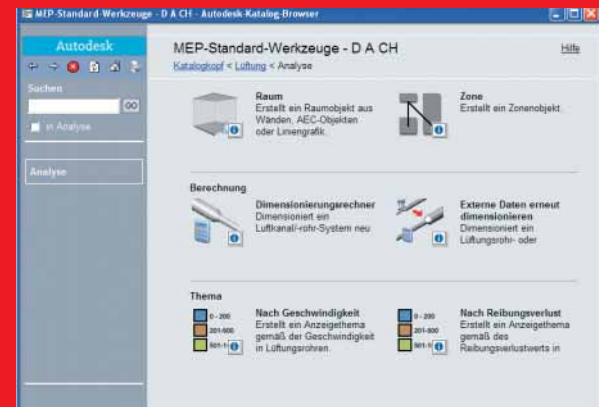 MEP-Standard-Werkzeuge - D A CH - Autodesk-Katalog-Browser
Autodesk
MEP-Standard-Werkzeuge - D A CH
Hilfe
Katalogkopf < Lüftung < Analyse
Suchen
GO
in Analyse
Analyse
Raum
Erstellt ein Raumobjekt aus
Wänden, AEC-Objekten
oder Liniengrafik.
Zone
Erstellt ein Zonenobjekt.
Berechnung
Dimensionierungsrechner
Dimensioniert ein
Luftkanal/-rohr-System neu
Externe Daten erneut
dimensionieren
Dimensioniert ein
Lüftungsrohr- oder
Thema
0 - 200
201-500
Nach Geschwindigkeit
Erstellt ein Anzeigethema
gemäß der Geschwindigkeit
in Lüftungsrohren.
0 - 200
201-500
Nach Reibungsverlust
Erstellt ein Anzeigethema
gemäß des
Reibungsverlustwerts in